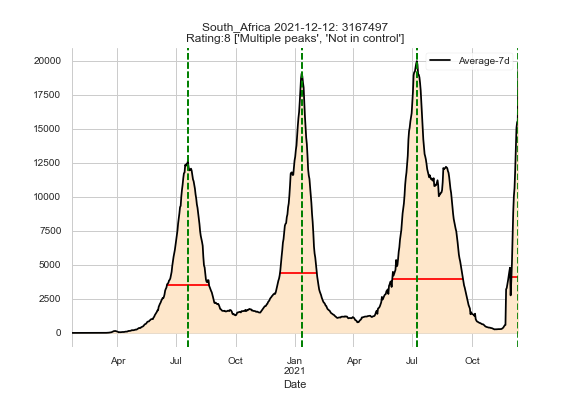 South_Africa 2021-12-12: 3167497
Rating:8 ['Multiple peaks', 'Not in control']
Average-7d
20000
17500
15000
12500
10000
7500
5000
2500
0
Apr
Jul
Oct
Jan
2021
Apr
Jul
Oct
Date